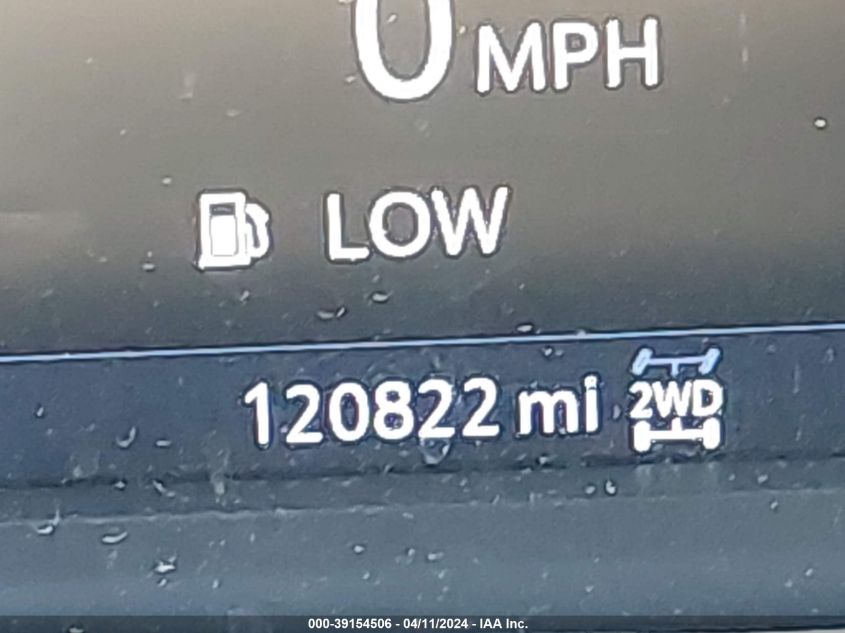 0 MPH
LOW
120822 mi 2WD
000-39154506 - 04/11/2024 - IAA Inc.